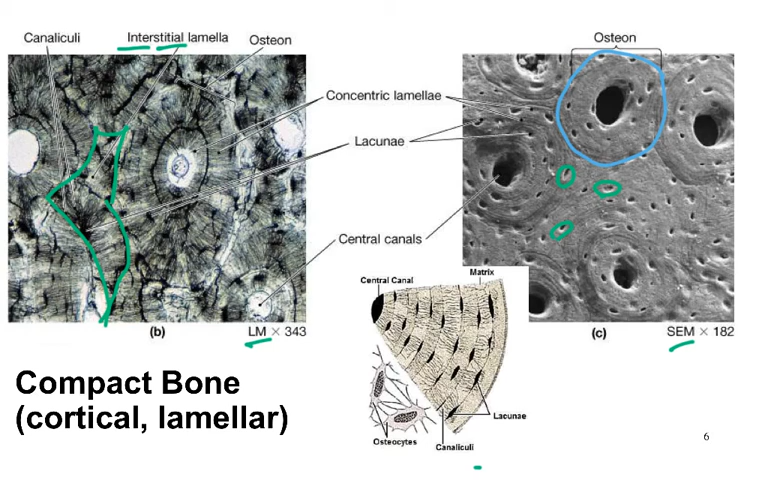 Canaliculi
Interstitial lamella
Osteon
Osteon
Concentric lamellae
Lacunae
Central canals
(b)
LM × 343
(c)
SEM × 182
Central Canal
Matrix
Lacunae
Osteocytes
Canaliculi
Compact Bone
(cortical, lamellar)
6